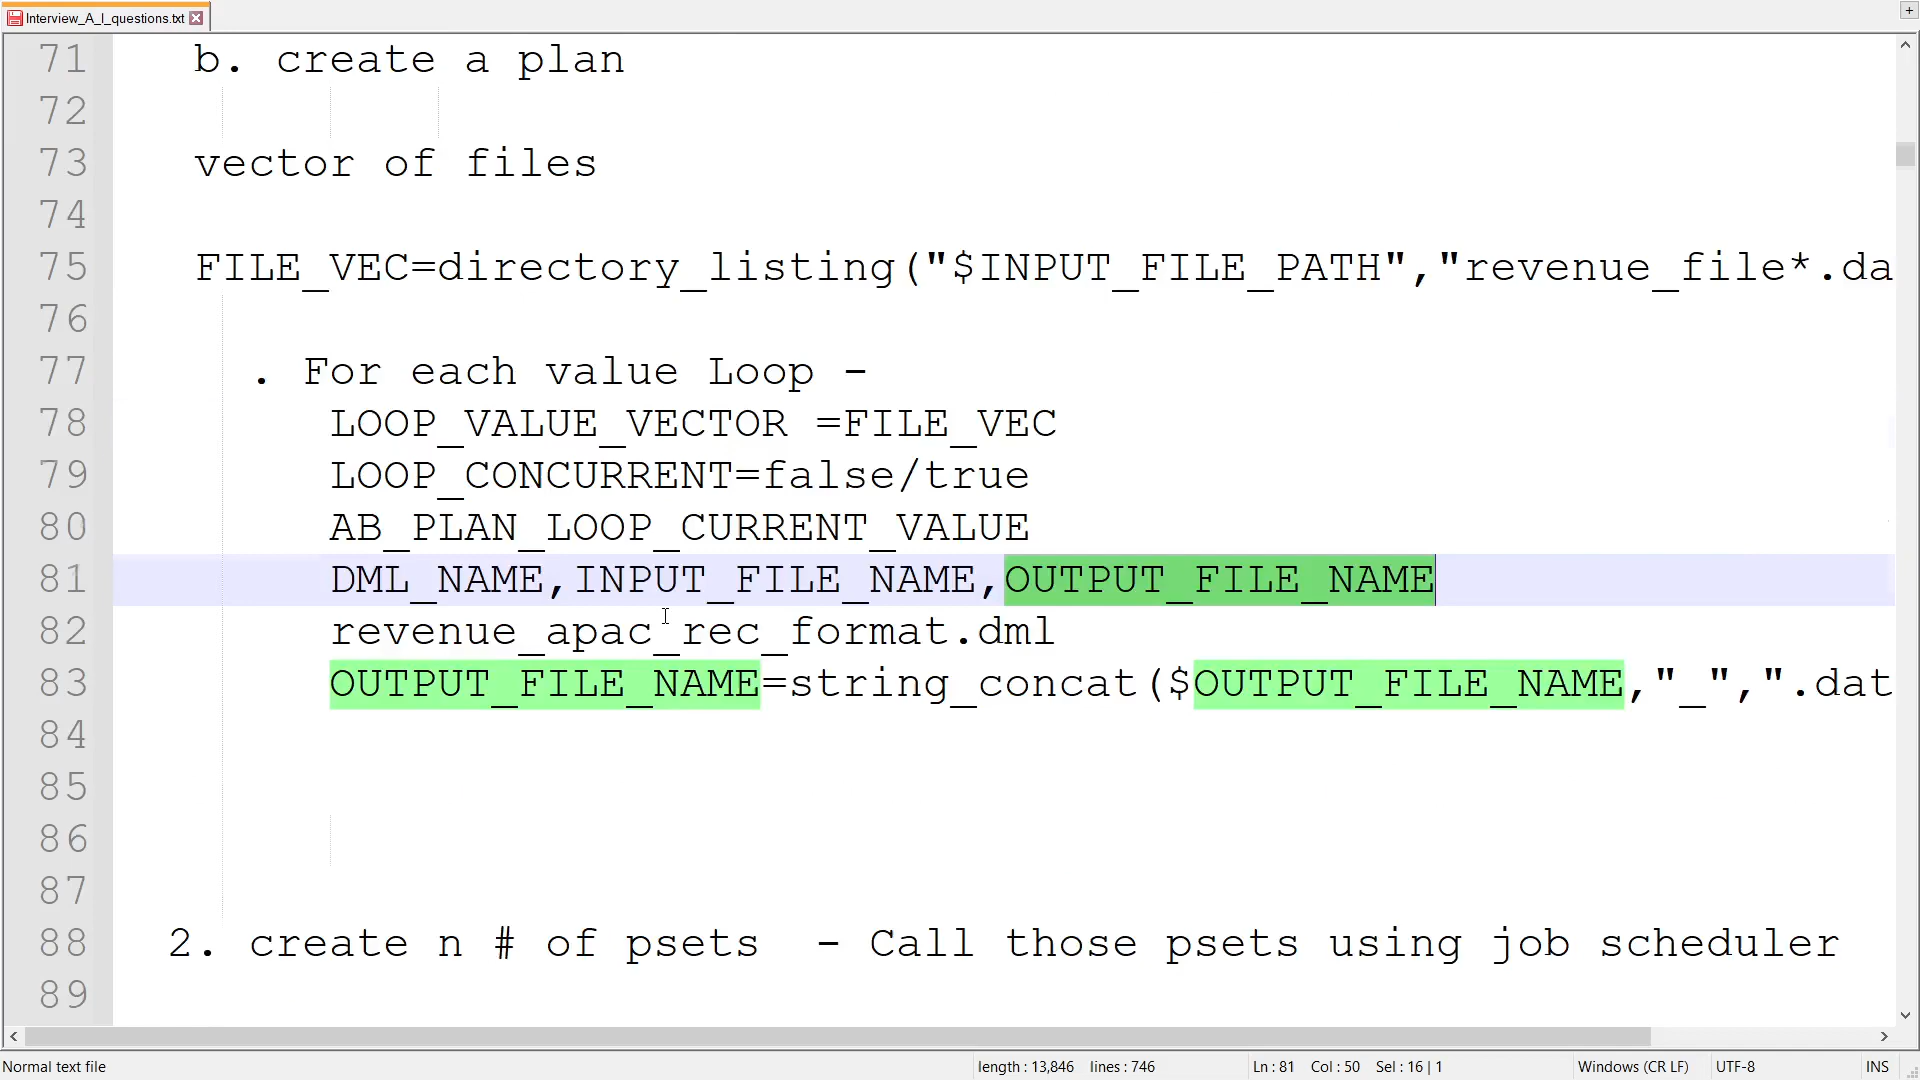 Interview_A_I_questions.txt
71 b. create a plan
72
73 vector of files
74
75 FILE_VEC=directory_listing("$INPUT_FILE_PATH","revenue_file*.da
76
77 . For each value Loop -
78 LOOP_VALUE_VECTOR =FILE_VEC
79 LOOP_CONCURRENT=false/true
80 AB_PLAN_LOOP_CURRENT_VALUE
81 DML_NAME,INPUT_FILE_NAME,OUTPUT_FILE_NAME
82 revenue_apac_rec_format.dml
83 OUTPUT_FILE_NAME=string_concat($OUTPUT_FILE_NAME,"_",".dat
84
85
86
87
88 2. create n # of psets - Call those psets using job scheduler
89
Normal text file length : 13,846 lines : 746 Ln : 81 Col : 50 Sel : 16 | 1 Windows (CR LF) UTF-8 INS